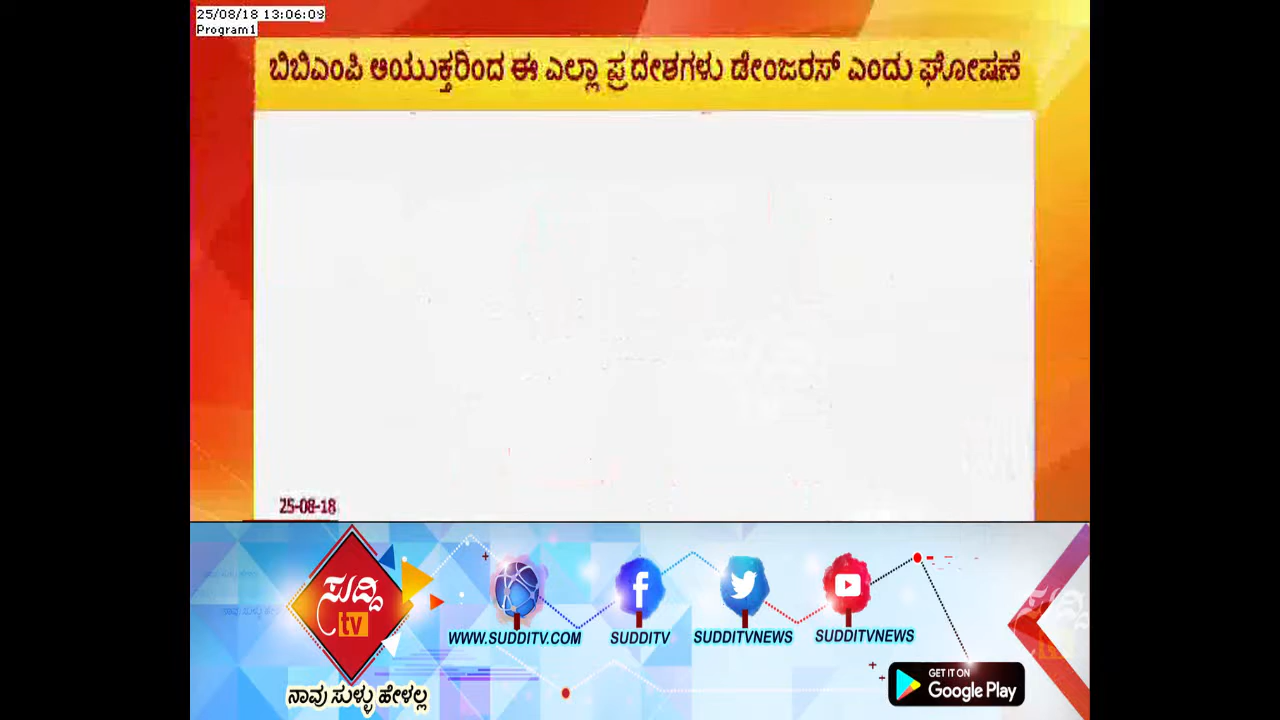 25/08/18 13:06:09
Program1
ಬಿಬಿಎಂಪಿ ಆಯುಕ್ತರಿಂದ ಈ ಎಲ್ಲಾ ಪ್ರದೇಶಗಳು ಡೇಂಜರಸ್ ಎಂದು ಘೋಷಣೆ
25-08-18
ಸುದ್ದಿ
tv
WWW.SUDDITV.COM
SUDDITV
SUDDITVNEWS
SUDDITVNEWS
GET IT ON
Google Play
ನಾವು ಸುಳ್ಳು ಹೇಳಲ್ಲ